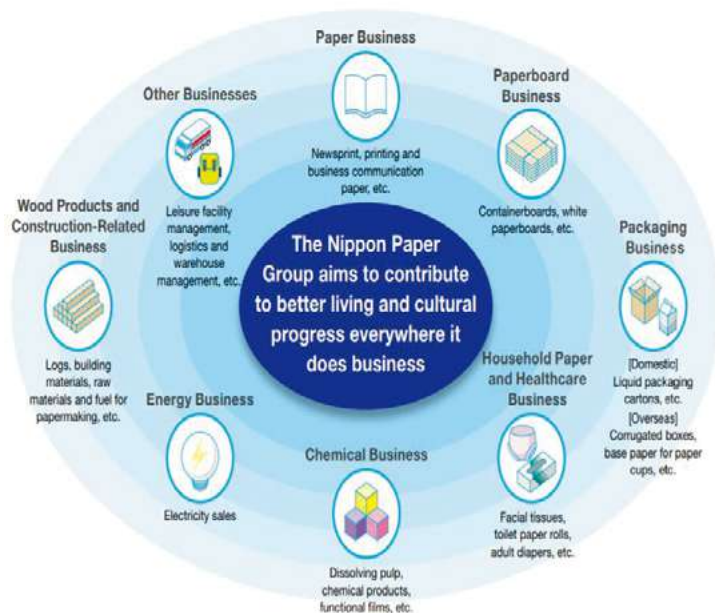 Paper Business
Newsprint, printing and
business communication
paper, etc.
Paperboard
Business
Containerboards, white
paperboards, etc.
Packaging
Business
[Domestic]
Liquid packaging
cartons, etc.
[Overseas]
Corrugated boxes,
base paper for paper
cups, etc.
Household Paper
and Healthcare
Business
Facial tissues,
toilet paper rolls,
adult diapers, etc.
Chemical Business
Dissolving pulp,
chemical products,
functional films, etc.
Energy Business
Electricity sales
Wood Products and
Construction-Related
Business
Logs, building
materials, raw
materials and fuel for
papermaking, etc.
Other Businesses
Leisure facility
management,
logistics and
warehouse
management, etc.
The Nippon Paper
Group aims to contribute
to better living and cultural
progress everywhere it
does business